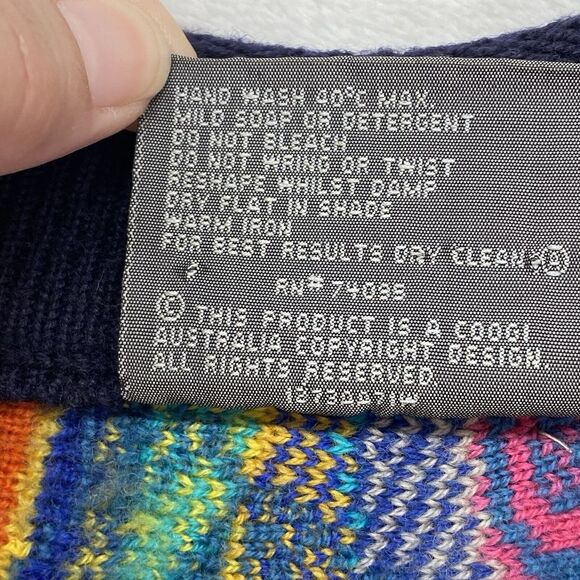 HAND WASH 40°C MAX
MILD SOAP OR DETERGENT
DO NOT BLEACH
DO NOT WRING OR TWIST
RESHAPE WHILST DAMP
DRY FLAT IN SHADE
WARM IRON
FOR BEST RESULTS DRY CLEAN Ⓐ
RN# 74086
© THIS PRODUCT IS A COOGI
AUSTRALIA COPYRIGHT DESIGN.
ALL RIGHTS RESERVED.